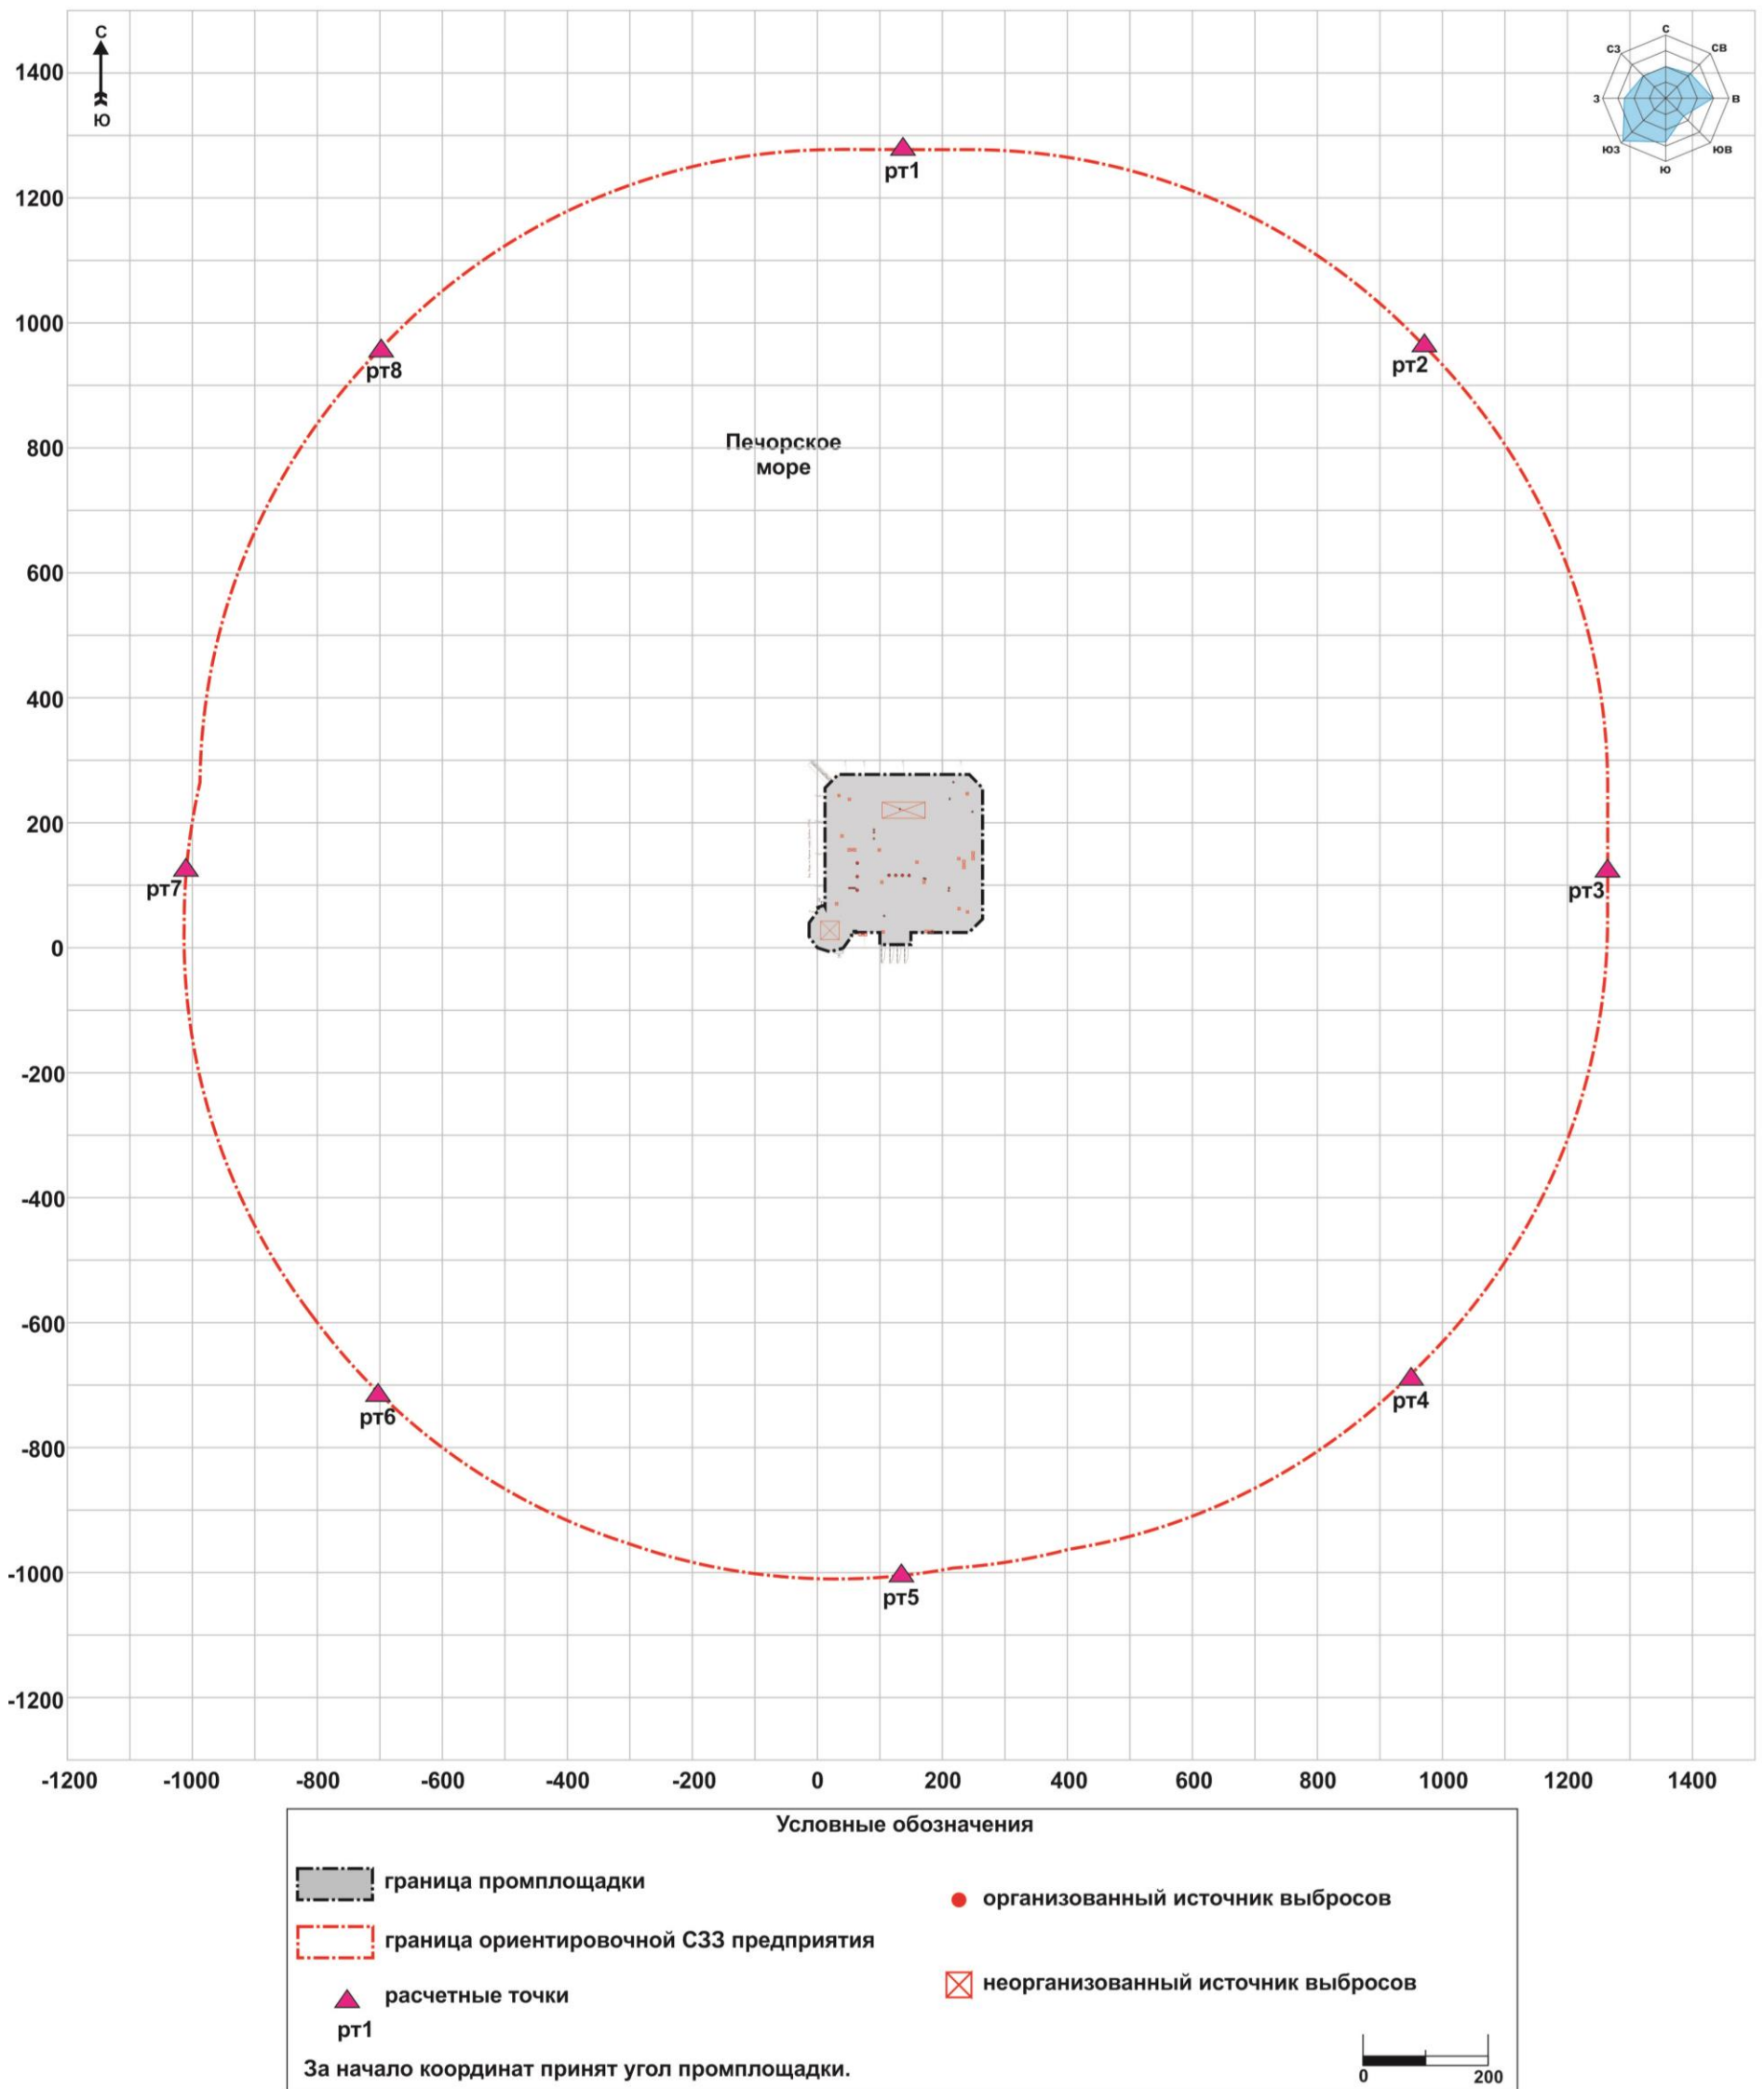 С
Ю
С
СЗ
СВ
З
В
ЮЗ
ЮВ
Ю
1400
1200
1000
800
600
400
200
0
-200
-400
-600
-800
-1000
-1200
рт1
рт2
рт8
Печорское
море
рт7
рт3
рт4
рт6
рт5
-1200 -1000 -800 -600 -400 -200 0 200 400 600 800 1000 1200 1400
Условные обозначения
граница промплощадки
организованный источник выбросов
граница ориентировочной СЗЗ предприятия
неорганизованный источник выбросов
расчетные точки
рт1
За начало координат принят угол промплощадки.
0 200